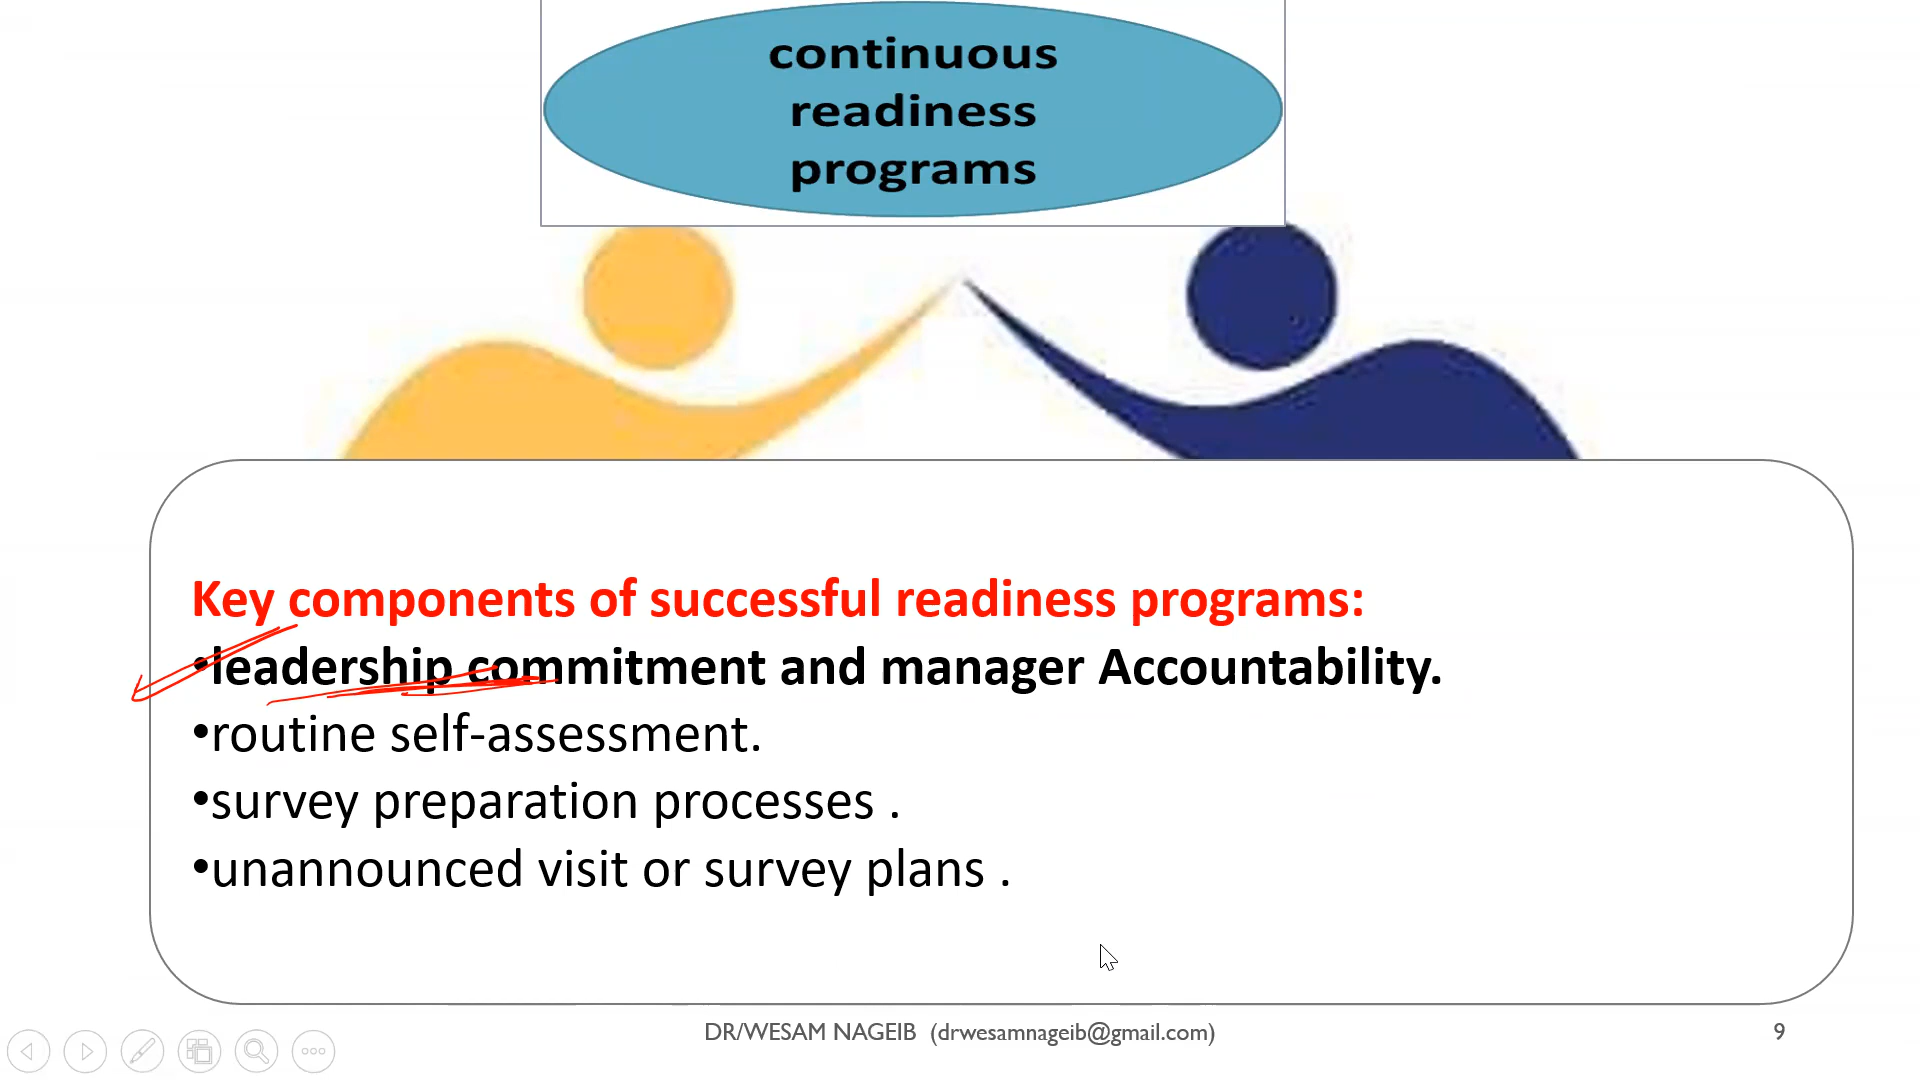 continuous
readiness
programs
Key components of successful readiness programs:
•leadership commitment and manager Accountability.
•routine self-assessment.
•survey preparation processes .
•unannounced visit or survey plans .
DR/WESAM NAGEIB (drwesamnageib@gmail.com)
9